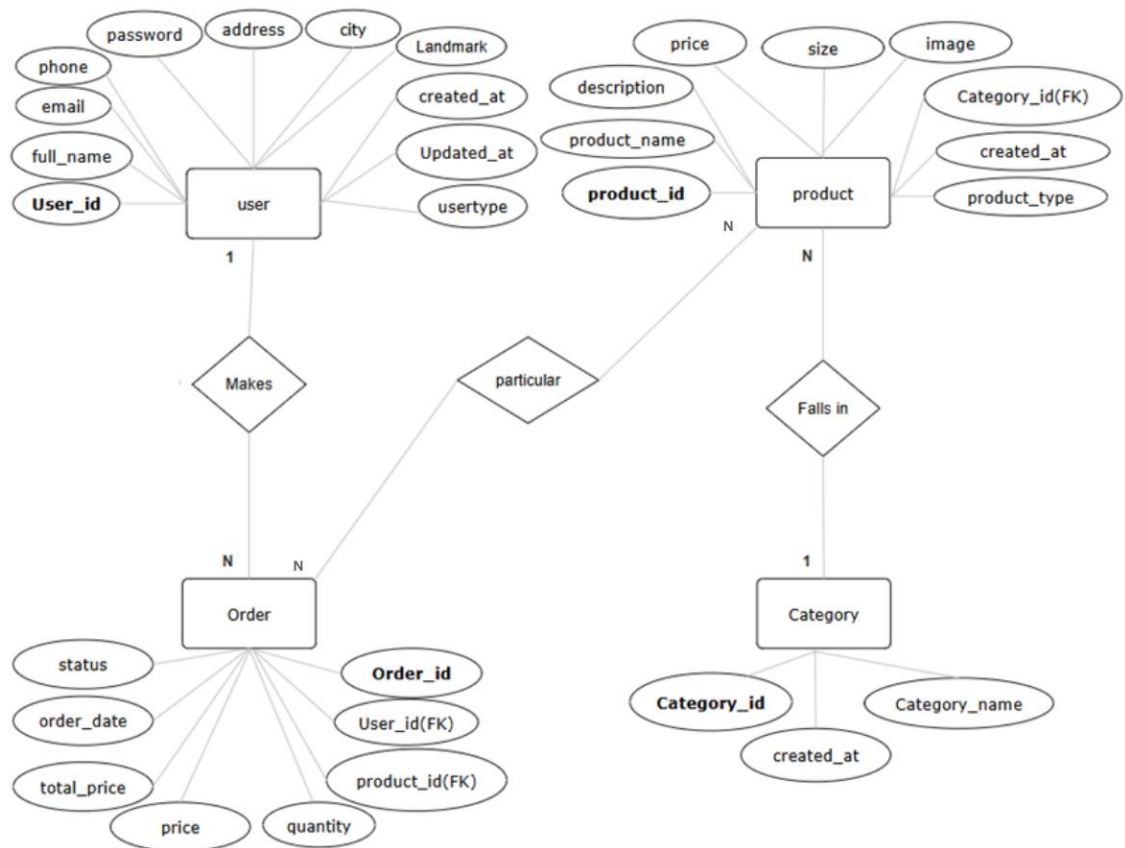 password
address
city
Landmark
phone
email
full_name
User_id
created_at
Updated_at
usertype
user
price
size
image
description
product_name
product_id
Category_id(FK)
created_at
product_type
product
1
N
N
Makes
particular
Falls in
N
N
1
Order
Category
status
order_date
total_price
price
quantity
Order_id
User_id(FK)
product_id(FK)
Category_id
created_at
Category_name